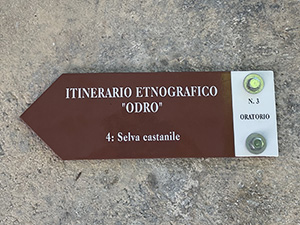 ITINERARIO ETNOGRAFICO
"ODRO"
4: Selva castanile
N. 3
ORATORIO